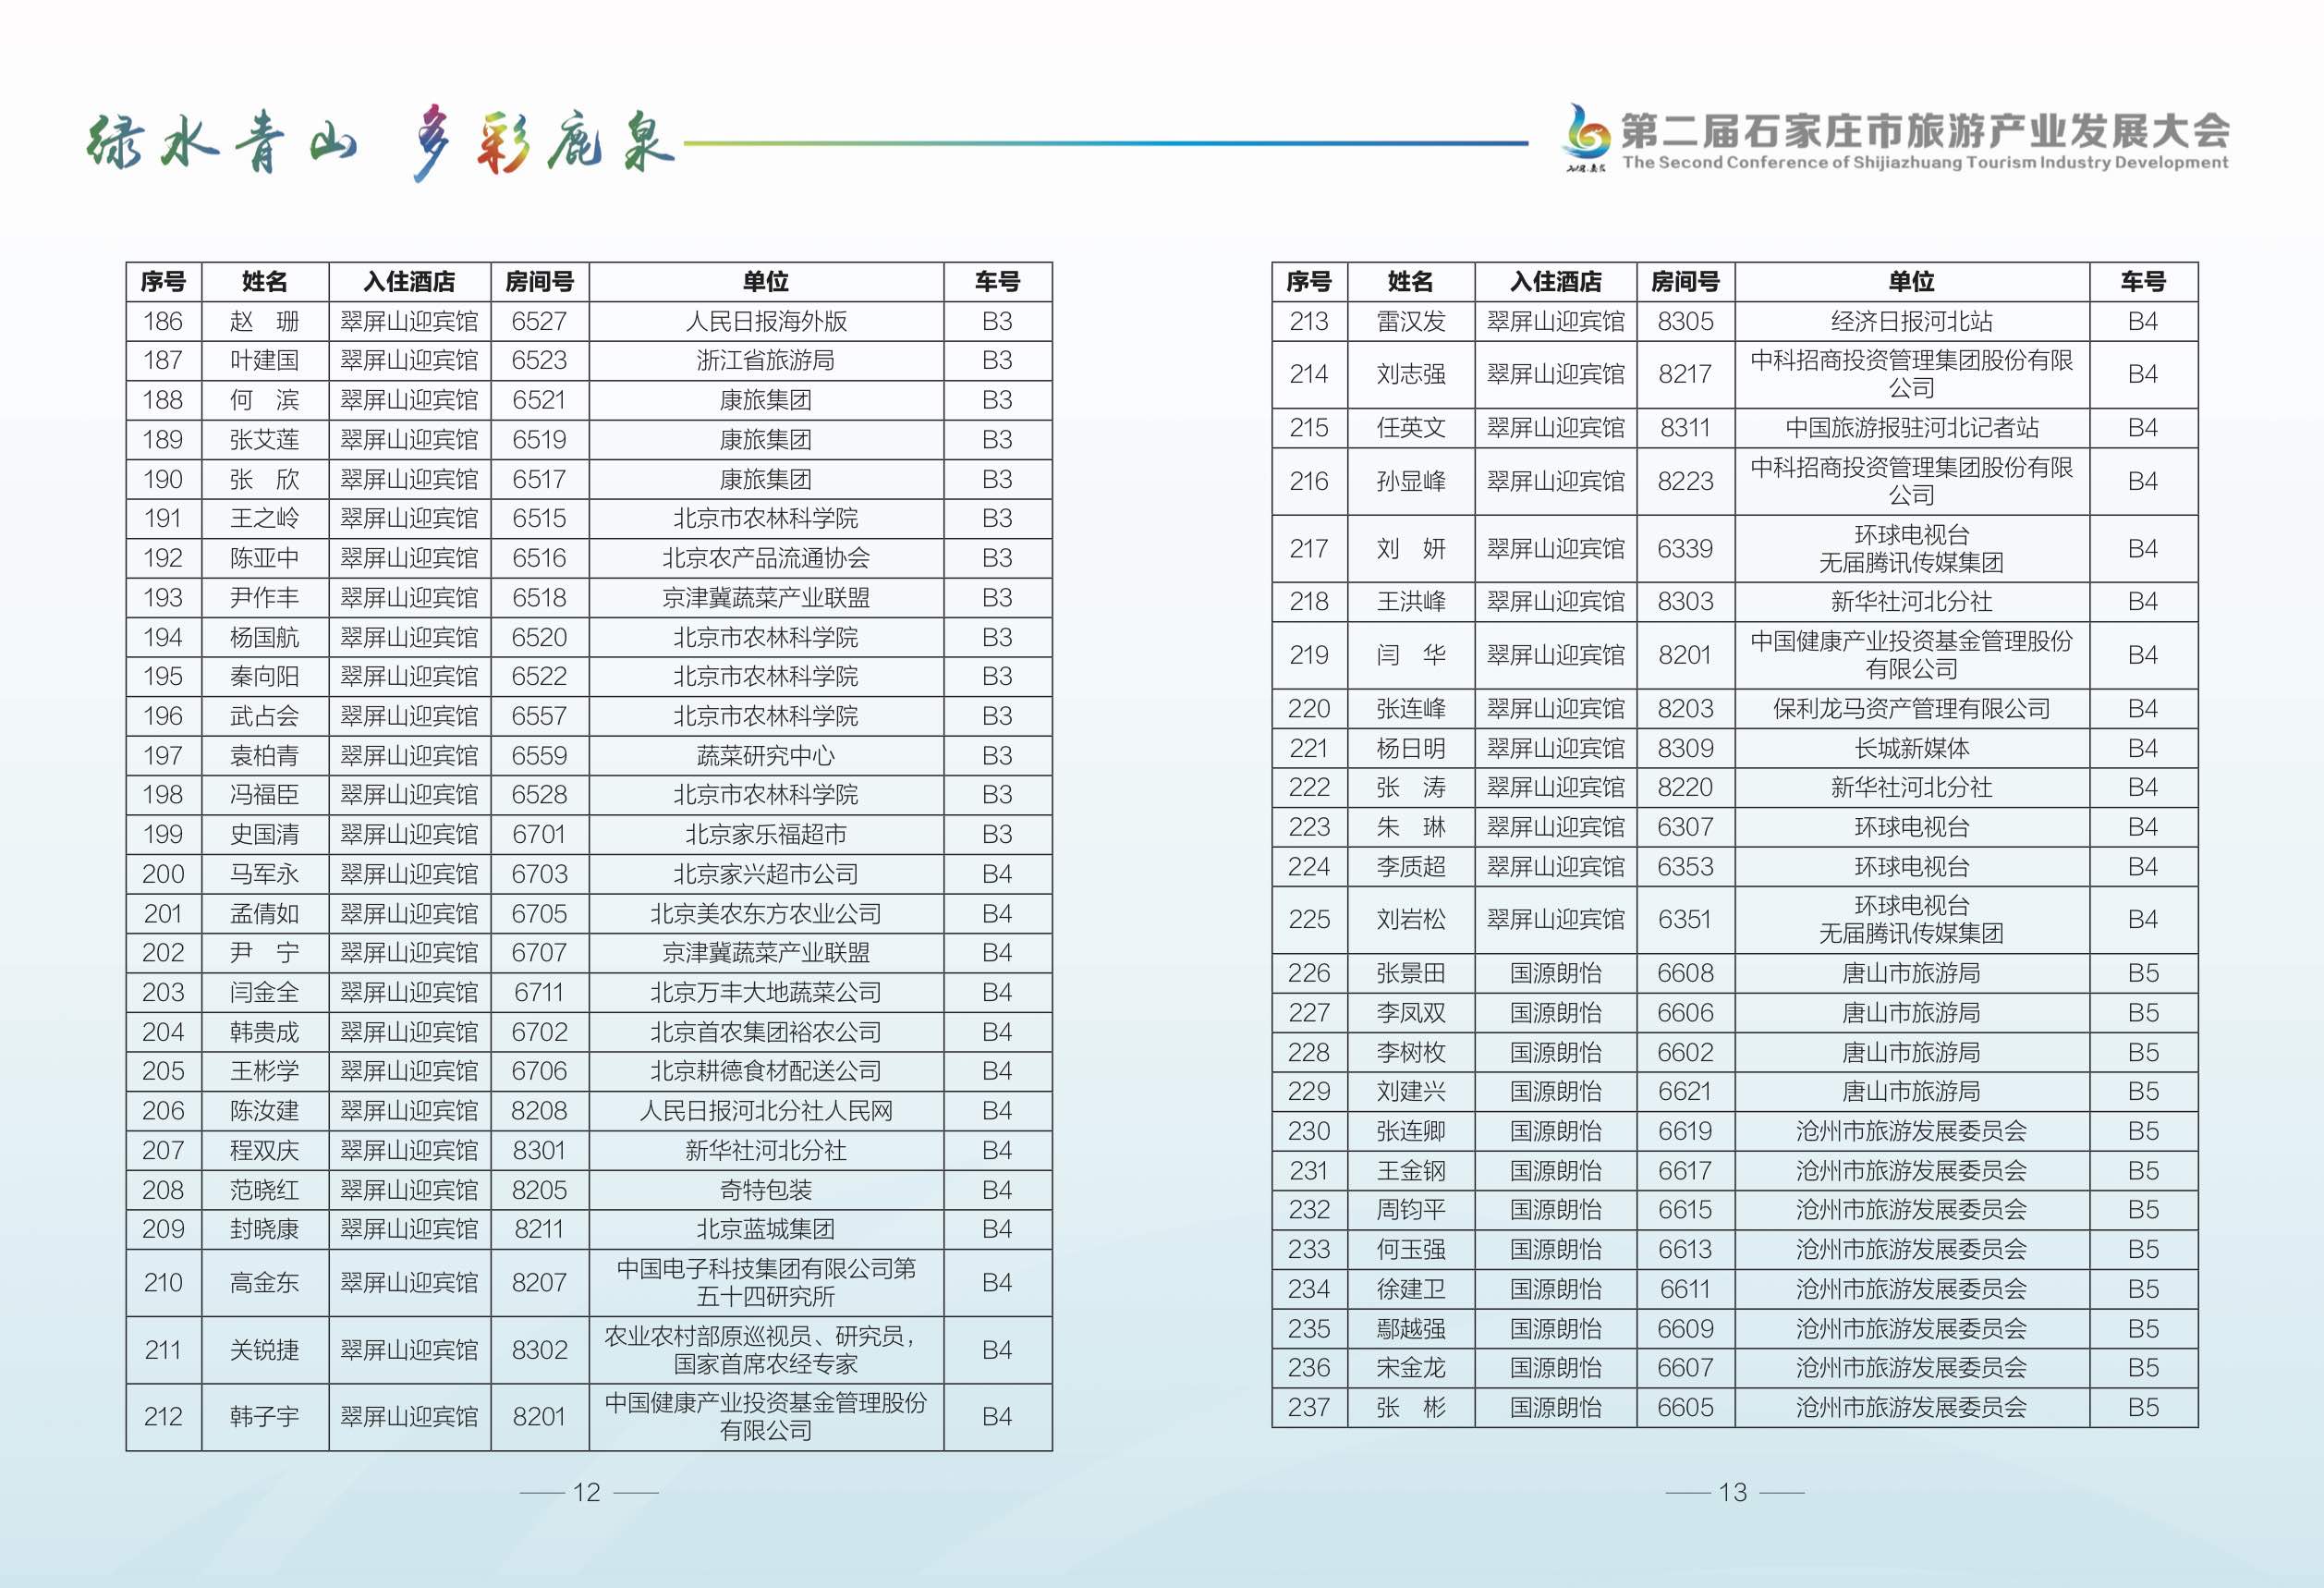 绿水青山 多彩鹿泉
第二届石家庄市旅游产业发展大会
The Second Conference of Shijiazhuang Tourism Industry Development
序号 姓名 入住酒店 房间号 单位 车号
186 赵 珊 翠屏山迎宾馆 6527 人民日报海外版 B3
187 叶建国 翠屏山迎宾馆 6523 浙江省旅游局 B3
188 何 滨 翠屏山迎宾馆 6521 康旅集团 B3
189 张艾莲 翠屏山迎宾馆 6519 康旅集团 B3
190 张 欣 翠屏山迎宾馆 6517 康旅集团 B3
191 王之岭 翠屏山迎宾馆 6515 北京市农林科学院 B3
192 陈亚中 翠屏山迎宾馆 6516 北京农产品流通协会 B3
193 尹作丰 翠屏山迎宾馆 6518 京津冀蔬菜产业联盟 B3
194 杨国航 翠屏山迎宾馆 6520 北京市农林科学院 B3
195 秦向阳 翠屏山迎宾馆 6522 北京市农林科学院 B3
196 武占会 翠屏山迎宾馆 6557 北京市农林科学院 B3
197 袁柏青 翠屏山迎宾馆 6559 蔬菜研究中心 B3
198 冯福臣 翠屏山迎宾馆 6528 北京市农林科学院 B3
199 史国清 翠屏山迎宾馆 6701 北京家乐福超市 B3
200 马军永 翠屏山迎宾馆 6703 北京家兴超市公司 B4
201 孟倩如 翠屏山迎宾馆 6705 北京美农东方农业公司 B4
202 尹 宁 翠屏山迎宾馆 6707 京津冀蔬菜产业联盟 B4
203 闫金全 翠屏山迎宾馆 6711 北京万丰大地蔬菜公司 B4
204 韩贵成 翠屏山迎宾馆 6702 北京首农集团裕农公司 B4
205 王彬学 翠屏山迎宾馆 6706 北京耕德食材配送公司 B4
206 陈汝建 翠屏山迎宾馆 8208 人民日报河北分社人民网 B4
207 程双庆 翠屏山迎宾馆 8301 新华社河北分社 B4
208 范晓红 翠屏山迎宾馆 8205 奇特包装 B4
209 封晓康 翠屏山迎宾馆 8211 北京蓝城集团 B4
210 高金东 翠屏山迎宾馆 8207 中国电子科技集团有限公司第
五十四研究所 B4
211 关锐捷 翠屏山迎宾馆 8302 农业农村部原巡视员、研究员，
国家首席农经专家 B4
212 韩子宇 翠屏山迎宾馆 8201 中国健康产业投资基金管理股份
有限公司 B4
12
序号 姓名 入住酒店 房间号 单位 车号
213 雷汉发 翠屏山迎宾馆 8305 经济日报河北站 B4
214 刘志强 翠屏山迎宾馆 8217 中科招商投资管理集团股份有限
公司 B4
215 任英文 翠屏山迎宾馆 8311 中国旅游报驻河北记者站 B4
216 孙显峰 翠屏山迎宾馆 8223 中科招商投资管理集团股份有限
公司 B4
217 刘 妍 翠屏山迎宾馆 6339 环球电视台
无届腾讯传媒集团 B4
218 王洪峰 翠屏山迎宾馆 8303 新华社河北分社 B4
219 闫 华 翠屏山迎宾馆 8201 中国健康产业投资基金管理股份
有限公司 B4
220 张连峰 翠屏山迎宾馆 8203 保利龙马资产管理有限公司 B4
221 杨日明 翠屏山迎宾馆 8309 长城新媒体 B4
222 张 涛 翠屏山迎宾馆 8220 新华社河北分社 B4
223 朱 琳 翠屏山迎宾馆 6307 环球电视台 B4
224 李质超 翠屏山迎宾馆 6353 环球电视台 B4
225 刘岩松 翠屏山迎宾馆 6351 环球电视台
无届腾讯传媒集团 B4
226 张景田 国源朗怡 6608 唐山市旅游局 B5
227 李凤双 国源朗怡 6606 唐山市旅游局 B5
228 李树枚 国源朗怡 6602 唐山市旅游局 B5
229 刘建兴 国源朗怡 6621 唐山市旅游局 B5
230 张连卿 国源朗怡 6619 沧州市旅游发展委员会 B5
231 王金钢 国源朗怡 6617 沧州市旅游发展委员会 B5
232 周钧平 国源朗怡 6615 沧州市旅游发展委员会 B5
233 何玉强 国源朗怡 6613 沧州市旅游发展委员会 B5
234 徐建卫 国源朗怡 6611 沧州市旅游发展委员会 B5
235 鄢越强 国源朗怡 6609 沧州市旅游发展委员会 B5
236 宋金龙 国源朗怡 6607 沧州市旅游发展委员会 B5
237 张 彬 国源朗怡 6605 沧州市旅游发展委员会 B5
13